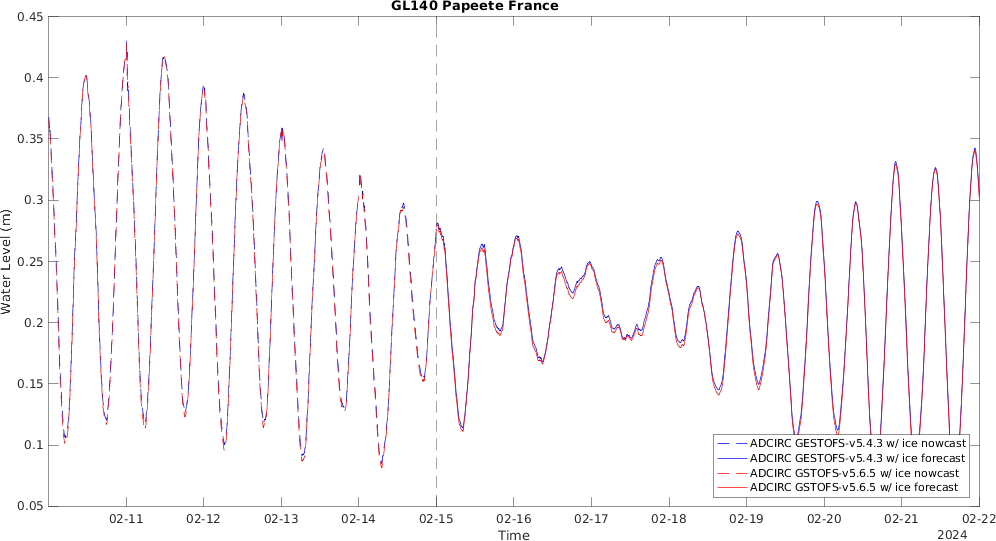 GL140 Papeete France
0.45
0.4
0.35
0.3
0.25
0.2
0.15
0.1
0.05
Water Level (m)
ADCIRC GESTOFS-v5.4.3 w/ ice nowcast
ADCIRC GESTOFS-v5.4.3 w/ ice forecast
ADCIRC GSTOFS-v5.6.5 w/ ice nowcast
ADCIRC GSTOFS-v5.6.5 w/ ice forecast
02-11 02-12 02-13 02-14 02-15 02-16 02-17 02-18 02-19 02-20 02-21 02-22
Time
2024